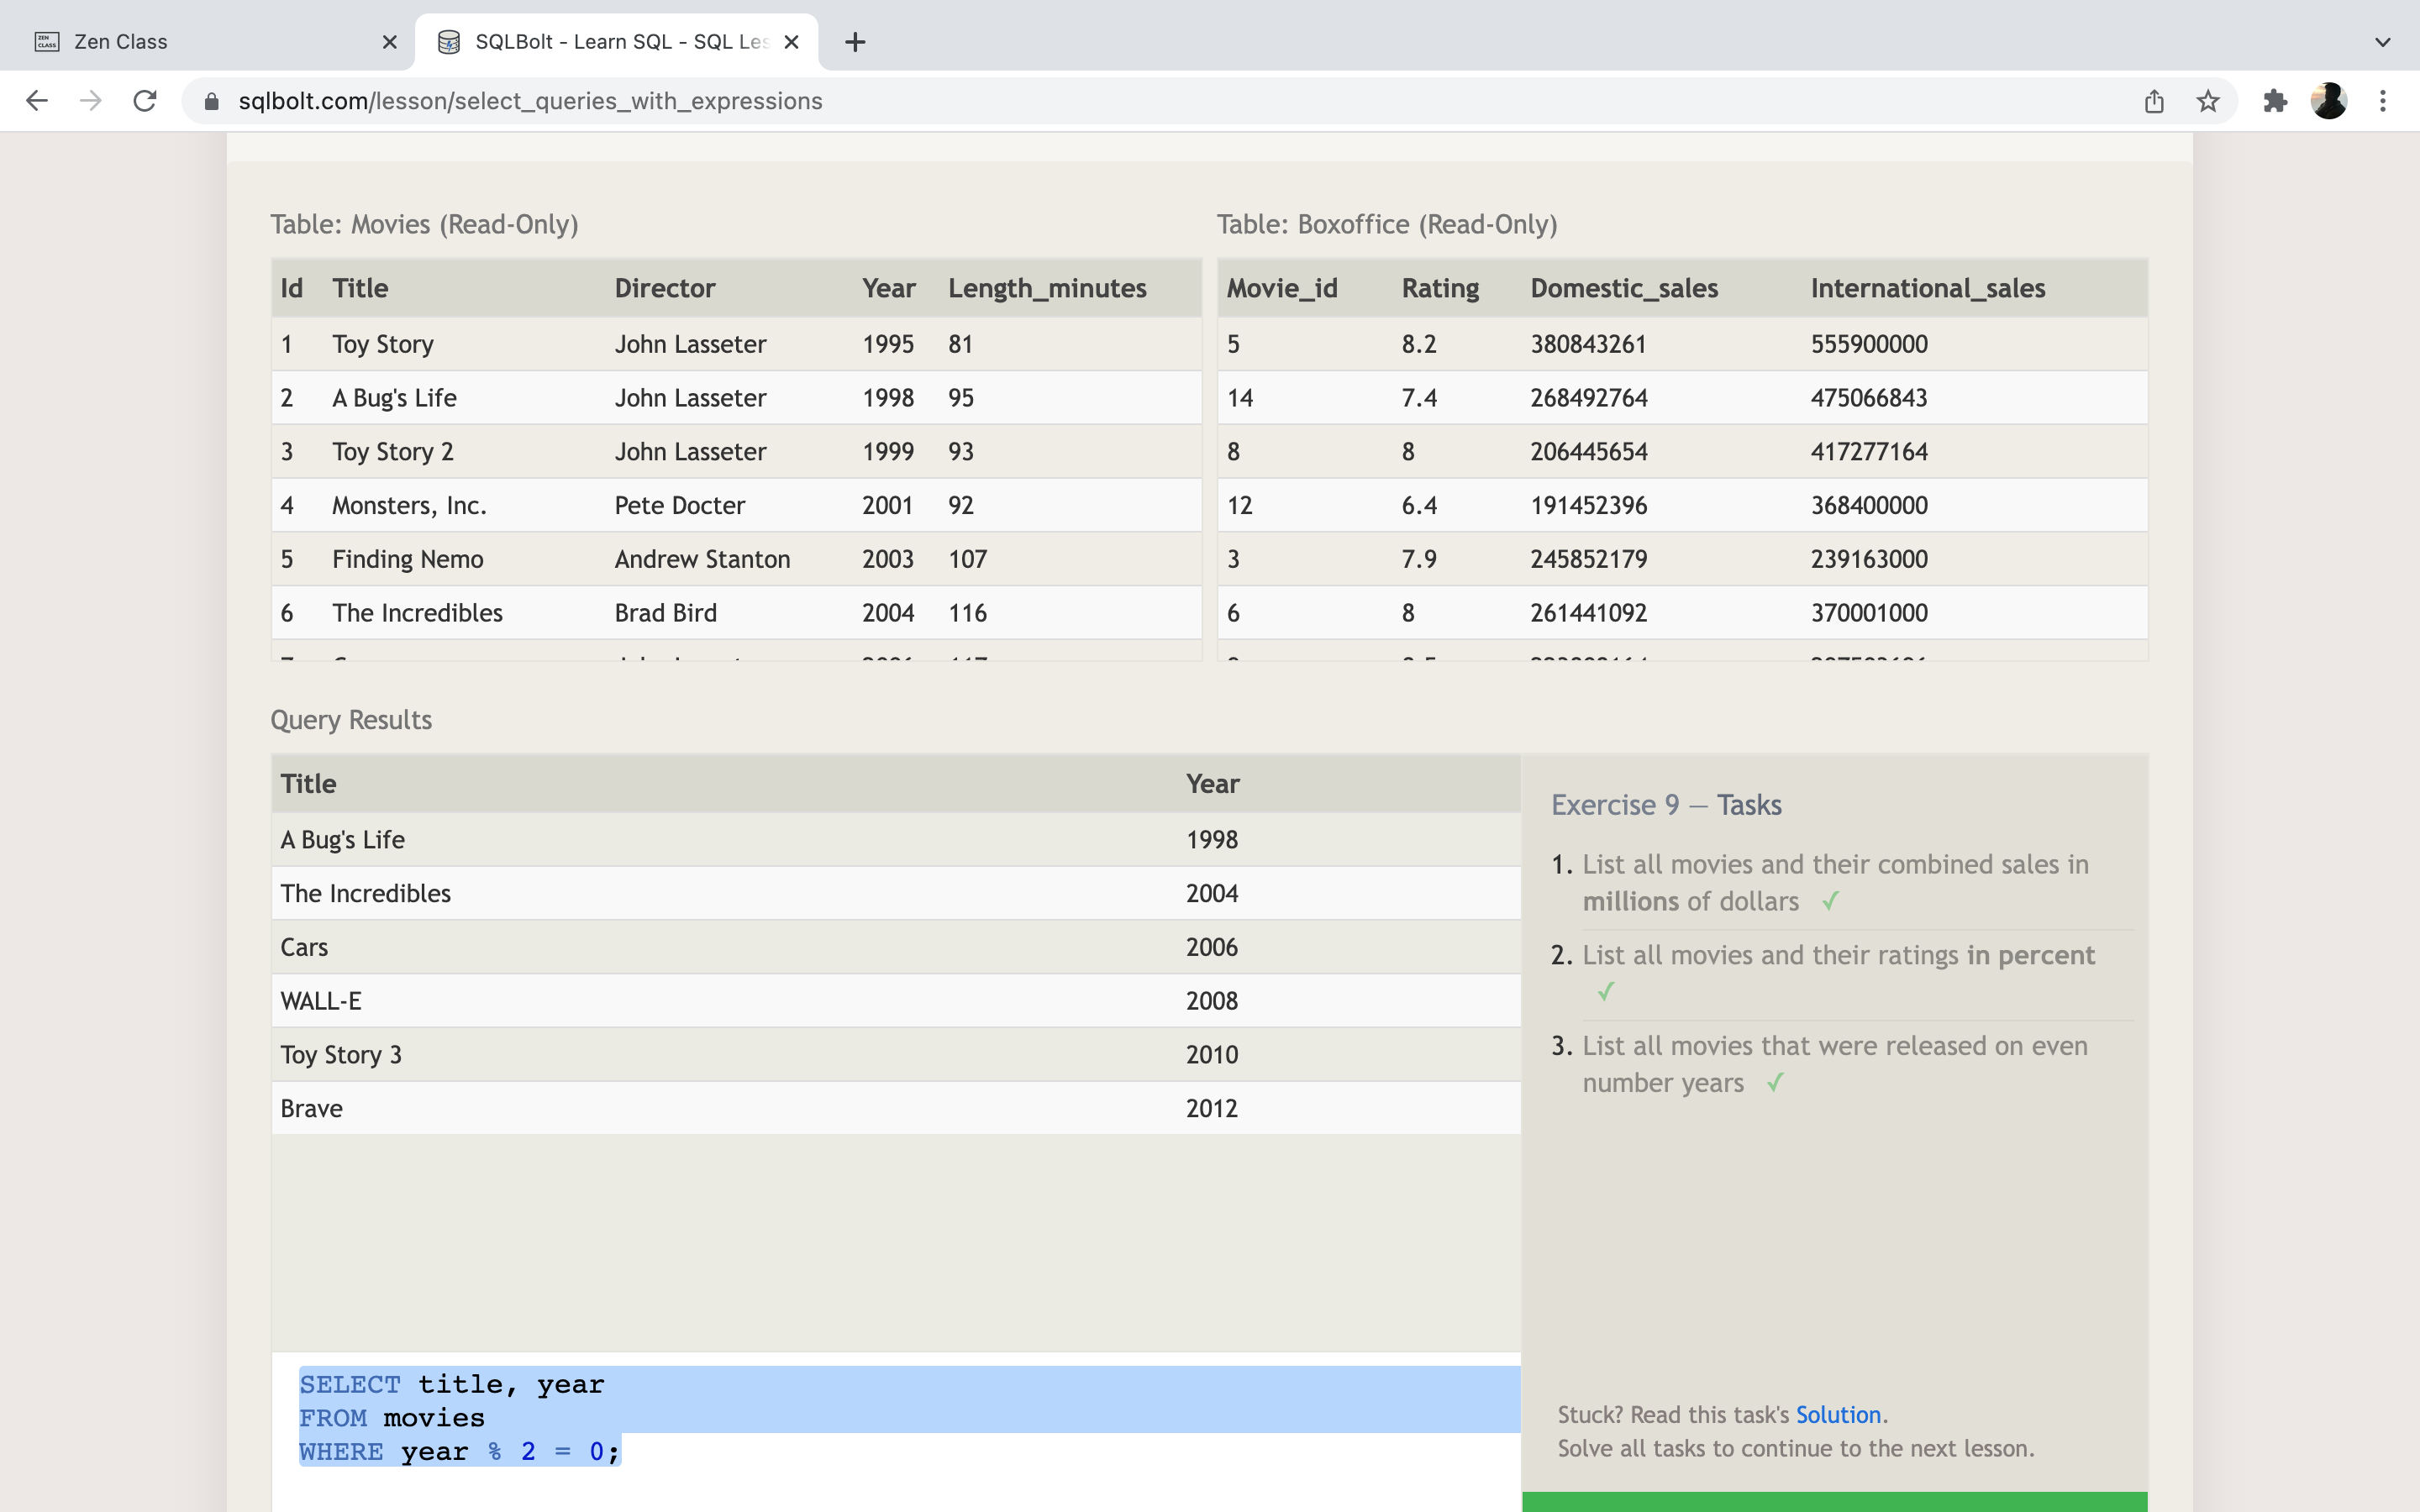 Zen Class
SQLBolt - Learn SQL - SQL Les
sqlbolt.com/lesson/select_queries_with_expressions
Table: Movies (Read-Only)
Id Title Director Year Length_minutes
1 Toy Story John Lasseter 1995 81
2 A Bug's Life John Lasseter 1998 95
3 Toy Story 2 John Lasseter 1999 93
4 Monsters, Inc. Pete Docter 2001 92
5 Finding Nemo Andrew Stanton 2003 107
6 The Incredibles Brad Bird 2004 116
Table: Boxoffice (Read-Only)
Movie_id Rating Domestic_sales International_sales
5 8.2 380843261 555900000
14 7.4 268492764 475066843
8 8 206445654 417277164
12 6.4 191452396 368400000
3 7.9 245852179 239163000
6 8 261441092 370001000
Query Results
Title Year
A Bug's Life 1998
The Incredibles 2004
Cars 2006
WALL-E 2008
Toy Story 3 2010
Brave 2012
SELECT title, year
FROM movies
WHERE year % 2 = 0;
Exercise 9 — Tasks
1. List all movies and their combined sales in
millions of dollars ✓
2. List all movies and their ratings in percent
✓
3. List all movies that were released on even
number years ✓
Stuck? Read this task's Solution.
Solve all tasks to continue to the next lesson.